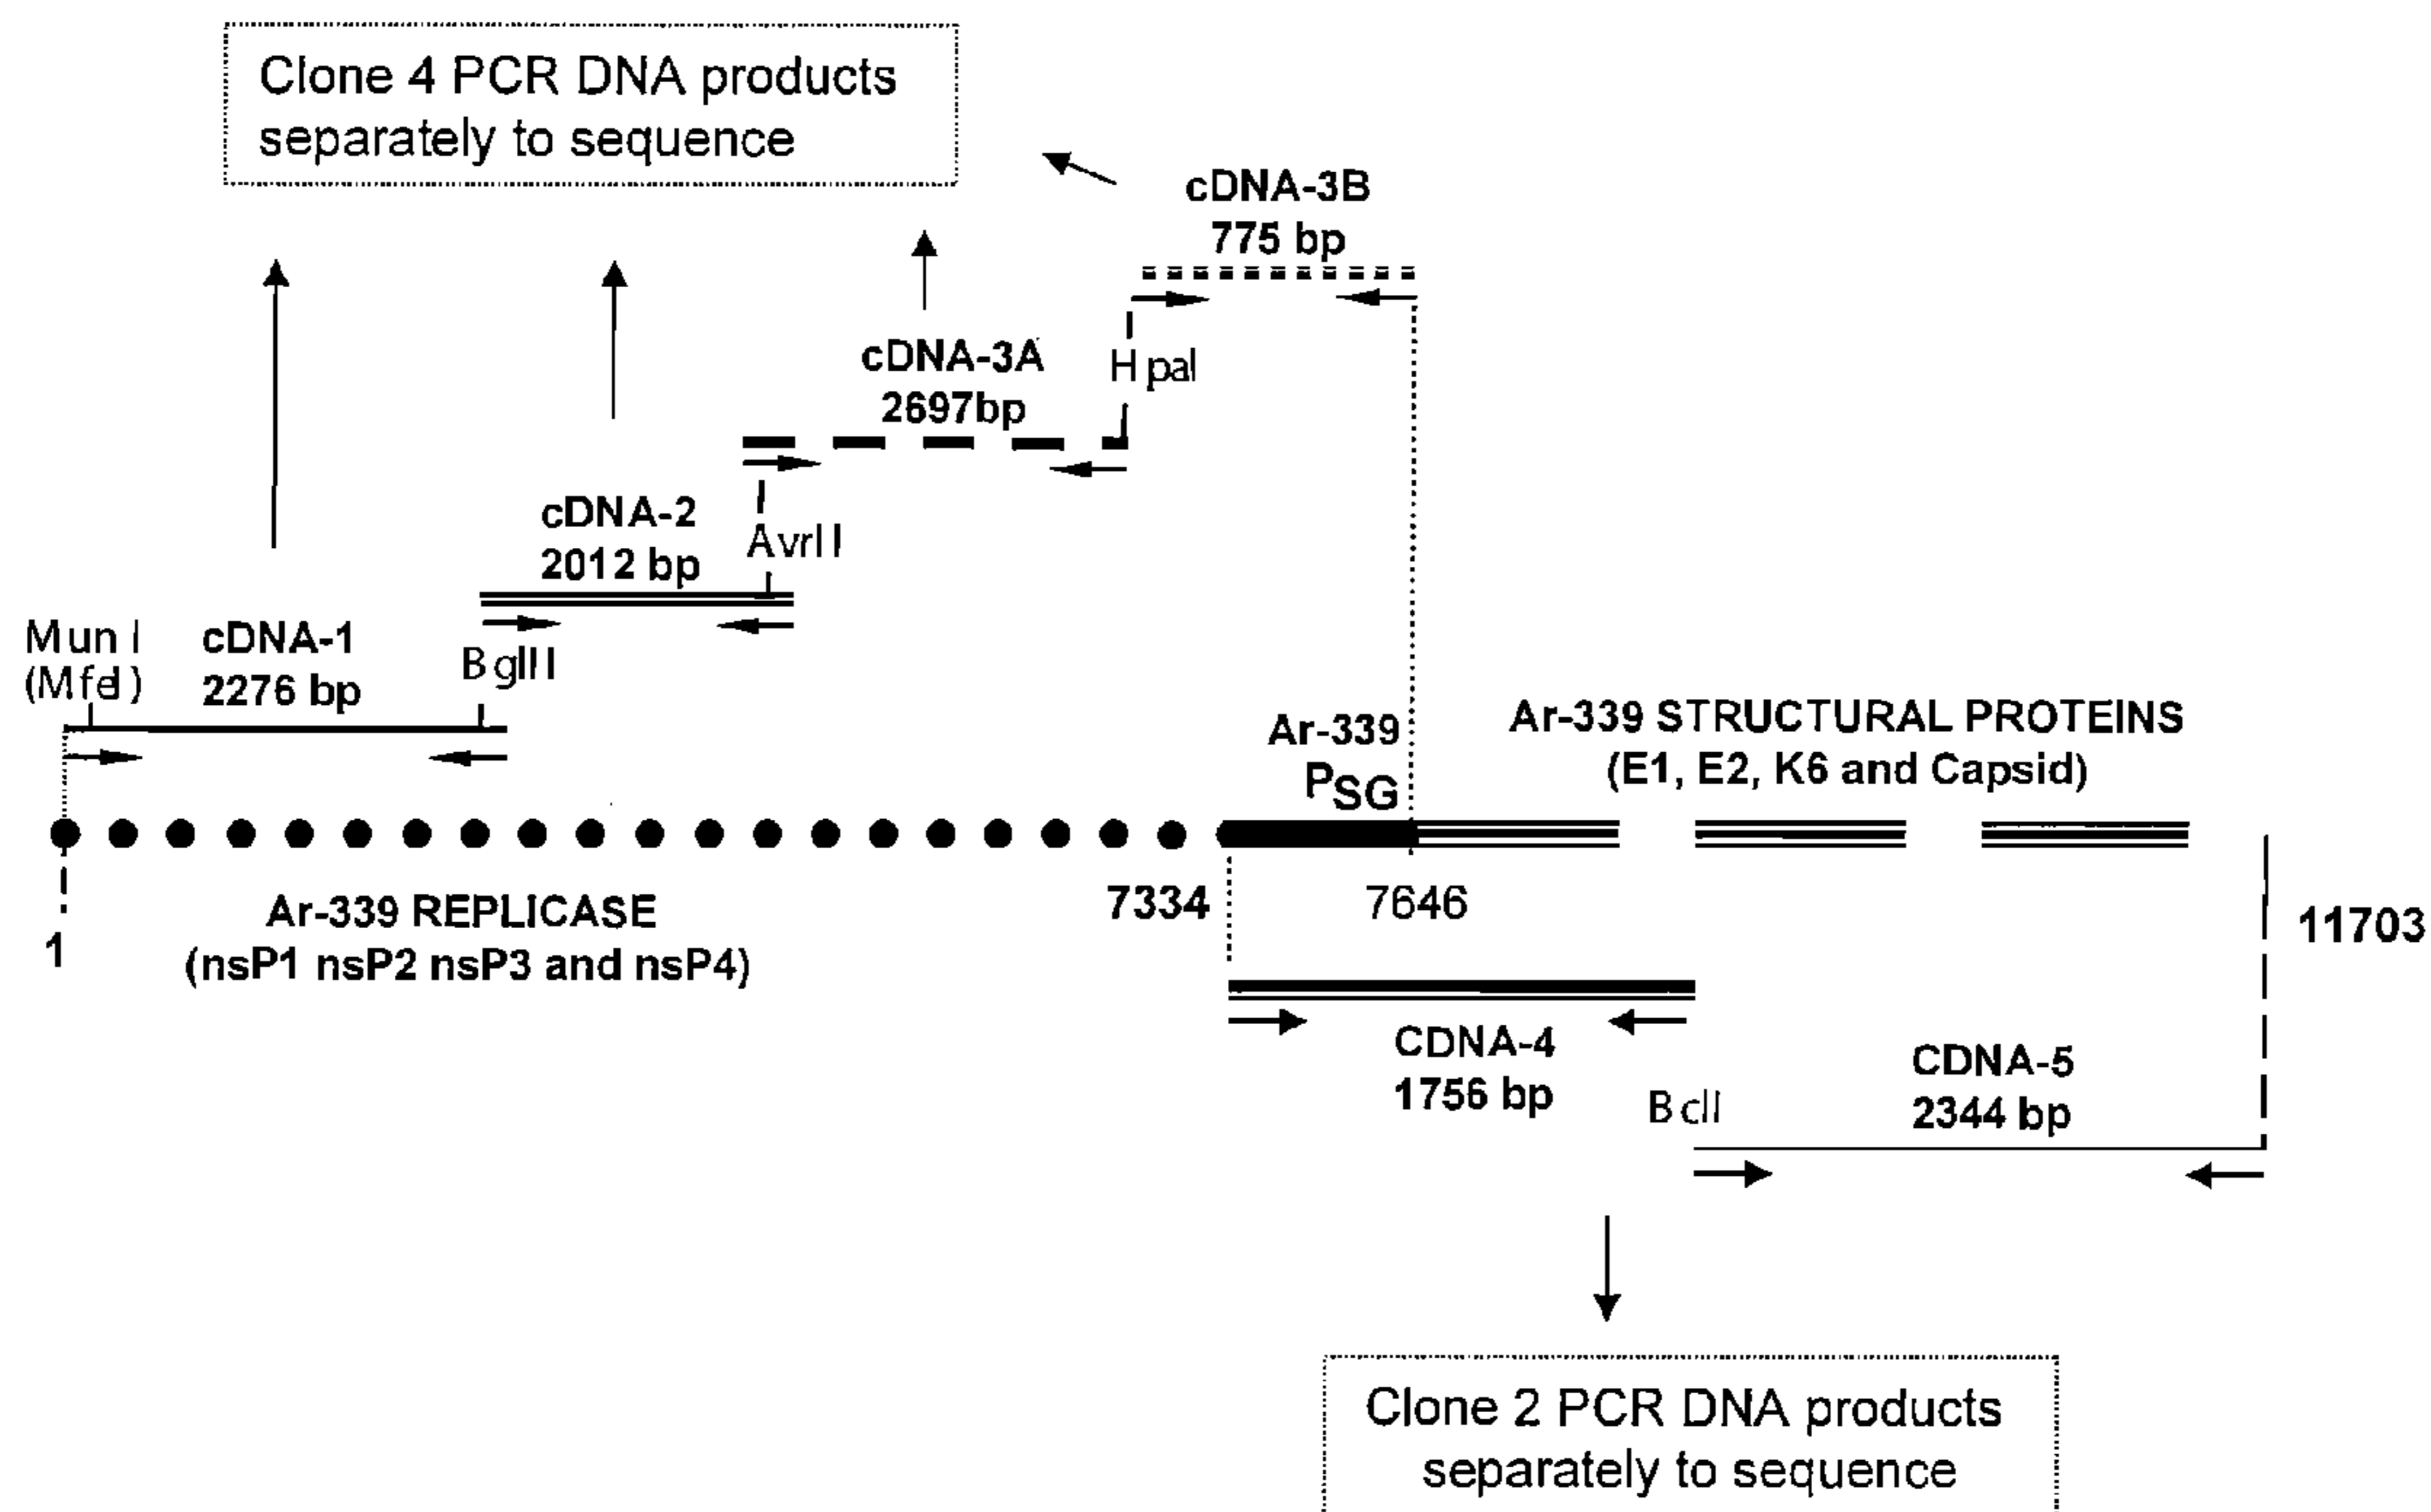 Clone 4 PCR DNA products
separately to sequence
cDNA-3B
775 bp
cDNA-3A
2697bp
HpaI
cDNA-2
2012 bp
AvrII
Mun I
(MfeI)
cDNA-1
2276 bp
BglII
Ar-339
PSG
Ar-339 STRUCTURAL PROTEINS
(E1, E2, K6 and Capsid)
1
Ar-339 REPLICASE
(nsP1 nsP2 nsP3 and nsP4)
7334
7646
11703
CDNA-4
1756 bp
BclI
CDNA-5
2344 bp
Clone 2 PCR DNA products
separately to sequence